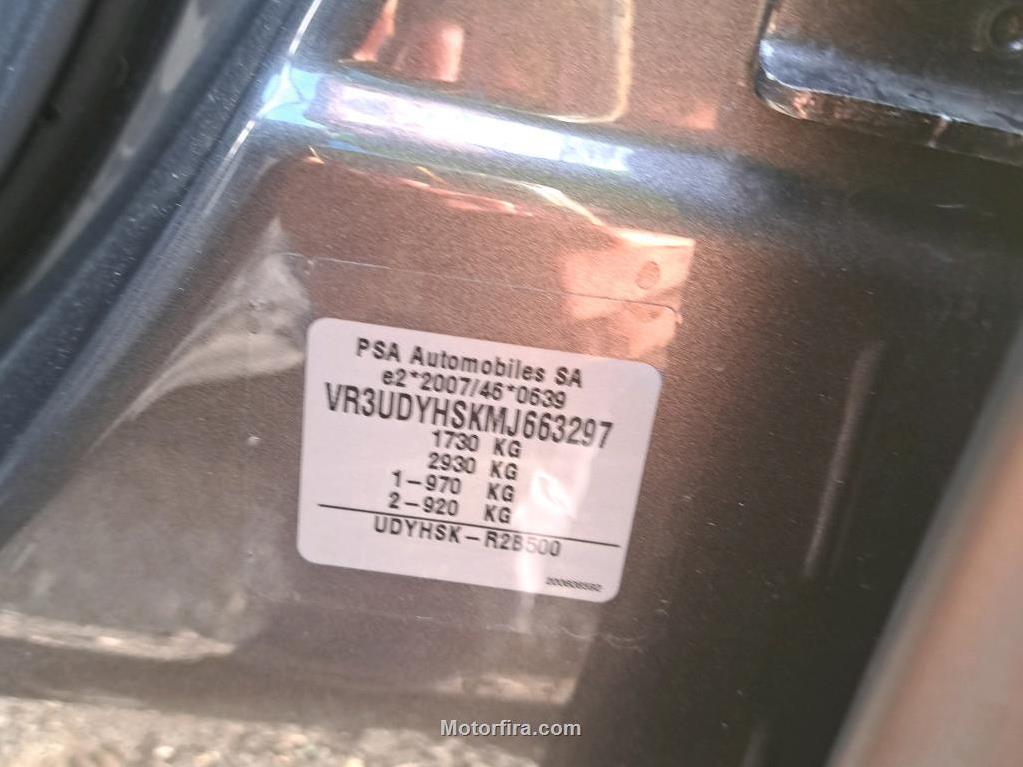 PSA Automobiles SA
e2*2007/46*0639
VR3UDYHSKMJ663297
1730 KG
2930 KG
1-970 KG
2-920 KG
UDYHSK-R2B500
Motorfira.com